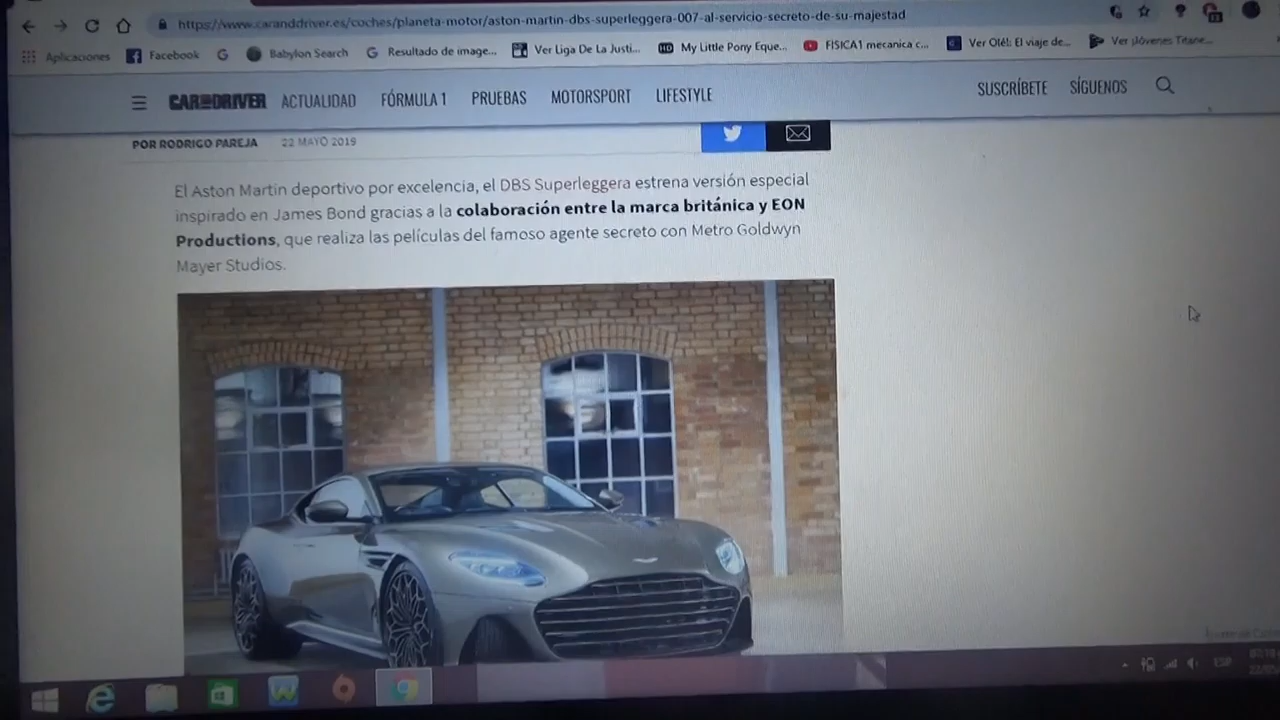 https://www.caranddriver.es/coches/planeta-motor/aston-martin-dbs-superleggera-007-al-servicio-secreto-de-su-majestad
Aplicaciones Facebook Babylon Search Resultado de image... Ver Liga De La Justi... HD My Little Pony Eque... FISICA1 mecanica c... Ver Olé!: El viaje de... Ver ¡Jóvenes Titane...
CAR AND DRIVER ACTUALIDAD FÓRMULA 1 PRUEBAS MOTORSPORT LIFESTYLE SUSCRÍBETE SÍGUENOS
POR RODRIGO PAREJA 22 MAYO 2019
El Aston Martin deportivo por excelencia, el DBS Superleggera estrena versión especial
inspirado en James Bond gracias a la colaboración entre la marca británica y EON
Productions, que realiza las películas del famoso agente secreto con Metro Goldwyn
Mayer Studios.
ESP